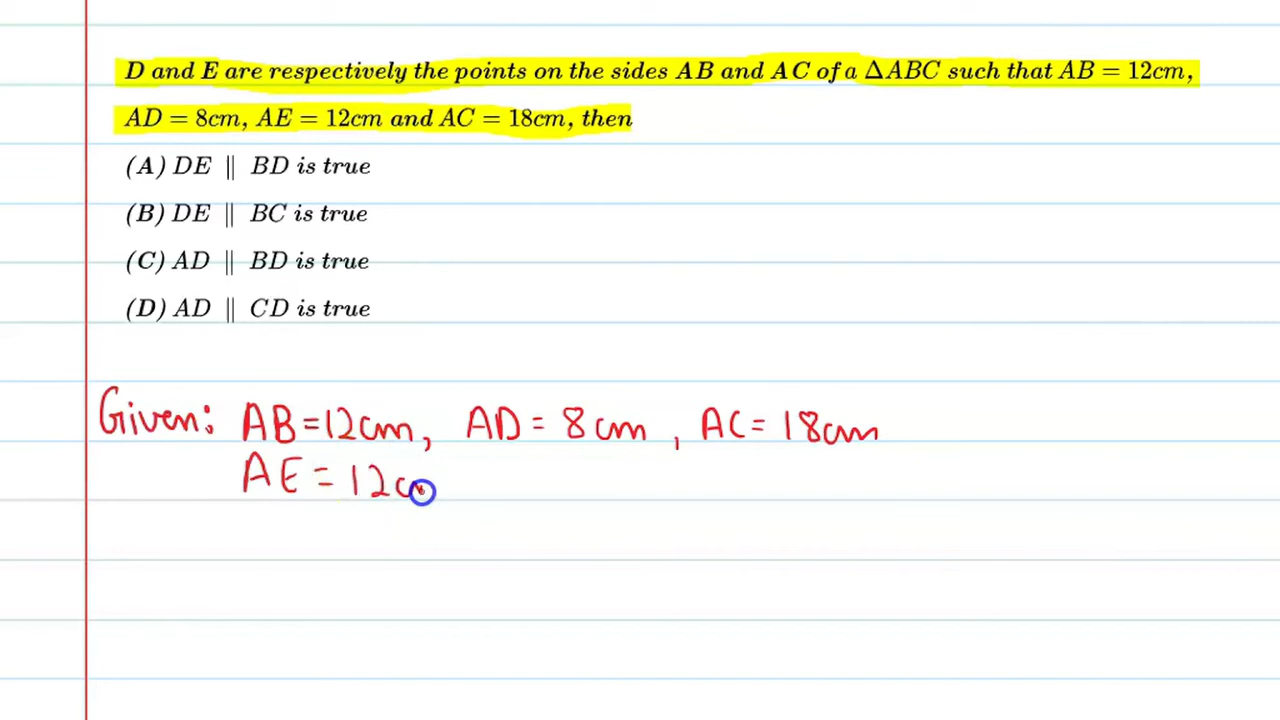 D and E are respectively the points on the sides AB and AC of a ΔABC such that AB = 12cm,
AD = 8cm, AE = 12cm and AC = 18cm, then
(A) DE ∥ BD is true
(B) DE ∥ BC is true
(C) AD ∥ BD is true
(D) AD ∥ CD is true
Given: AB=12cm, AD= 8cm, AC= 18cm
AE = 12c